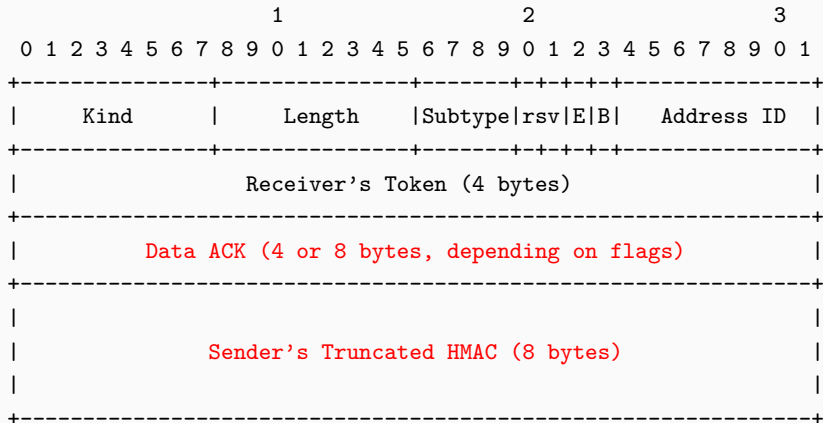 1                   2                   3
 0 1 2 3 4 5 6 7 8 9 0 1 2 3 4 5 6 7 8 9 0 1 2 3 4 5 6 7 8 9 0 1
+---------------+---------------+-------+-+-+-+-+---------------+
|     Kind      |     Length    |Subtype|rsv|E|B|   Address ID  |
+---------------+---------------+-------+-+-+-+-+---------------+
|                  Receiver's Token (4 bytes)                   |
+---------------------------------------------------------------+
|          Data ACK (4 or 8 bytes, depending on flags)          |
+---------------------------------------------------------------+
|                                                               |
|               Sender's Truncated HMAC (8 bytes)               |
|                                                               |
+---------------------------------------------------------------+